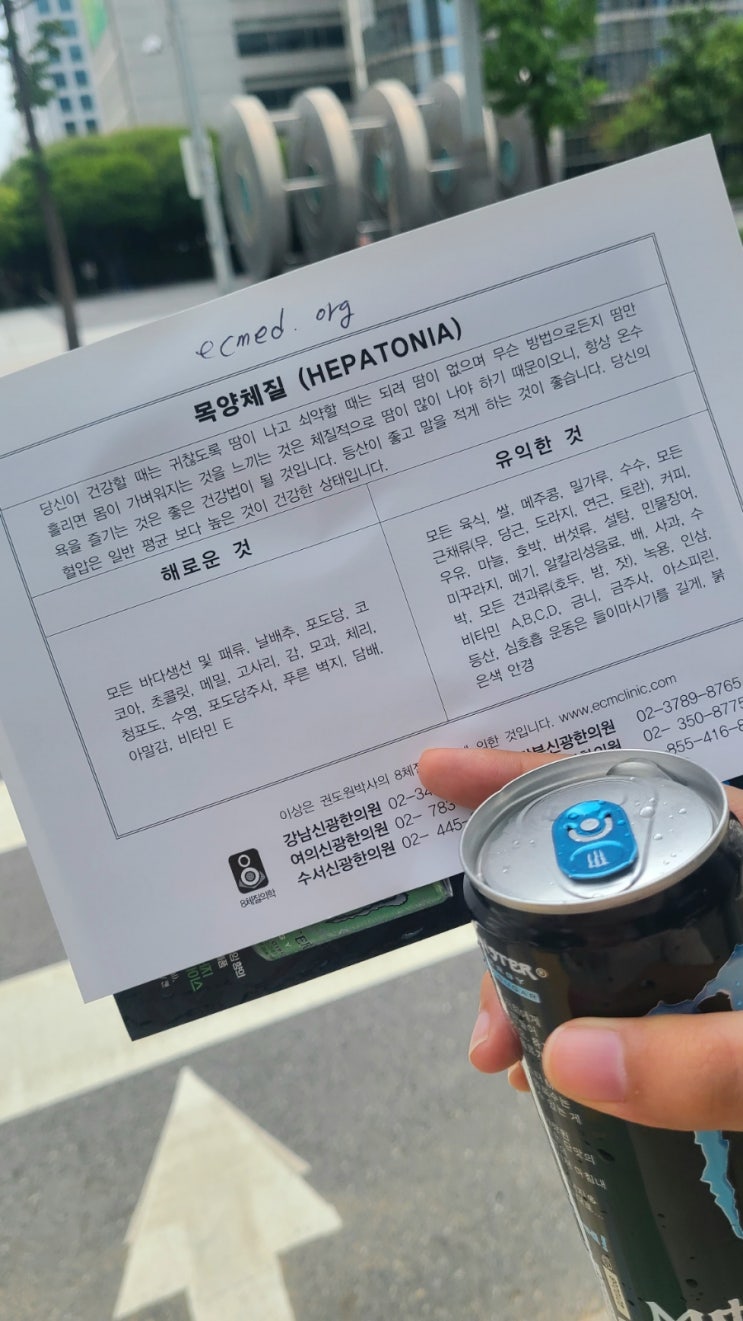 ecmed. org
목양체질 (HEPATONIA)
당신이 건강할 때는 귀찮도록 땀이 나고 쇠약할 때는 되려 땀이 없으며 무슨 방법으로든지 땀만
흘리면 몸이 가벼워지는 것을 느끼는 것은 체질적으로 땀이 많이 나야 하기 때문이오니, 항상 온수
욕을 즐기는 것은 좋은 건강법이 될 것입니다. 등산이 좋고 말을 적게 하는 것이 좋습니다. 당신의
혈압은 일반 평균 보다 높은 것이 건강한 상태입니다.
해로운 것
모든 바다생선 및 패류, 날배추, 포도당, 코
코아, 초콜릿, 메밀, 고사리, 감, 모과, 체리,
청포도, 수영, 포도당주사, 푸른 벽지, 담배,
아말감, 비타민 E
유익한 것
모든 육식, 쌀, 메주콩, 밀가루, 수수, 모든
근채류(무, 당근, 도라지, 연근, 토란), 커피,
우유, 마늘, 호박, 버섯류, 설탕, 민물장어,
미꾸라지, 메기, 알칼리성음료, 배, 사과, 수
박, 모든 견과류(호두, 밤, 잣), 녹용, 인삼,
비타민 A,B,C,D, 금니, 금주사, 아스피린,
등산, 심호흡 운동은 들이마시기를 길게, 붉
은색 안경
이상은 권도원박사의 8체질 의한 것입니다. www.ecmclinic.com
강남신광한의원 02-34
여의신광한의원 02- 783
수서신광한의원 02- 445-
북신광한의원 02-3789-8765
한의원 02- 350-8775
855-416-8
8체질의학
MONSTER®